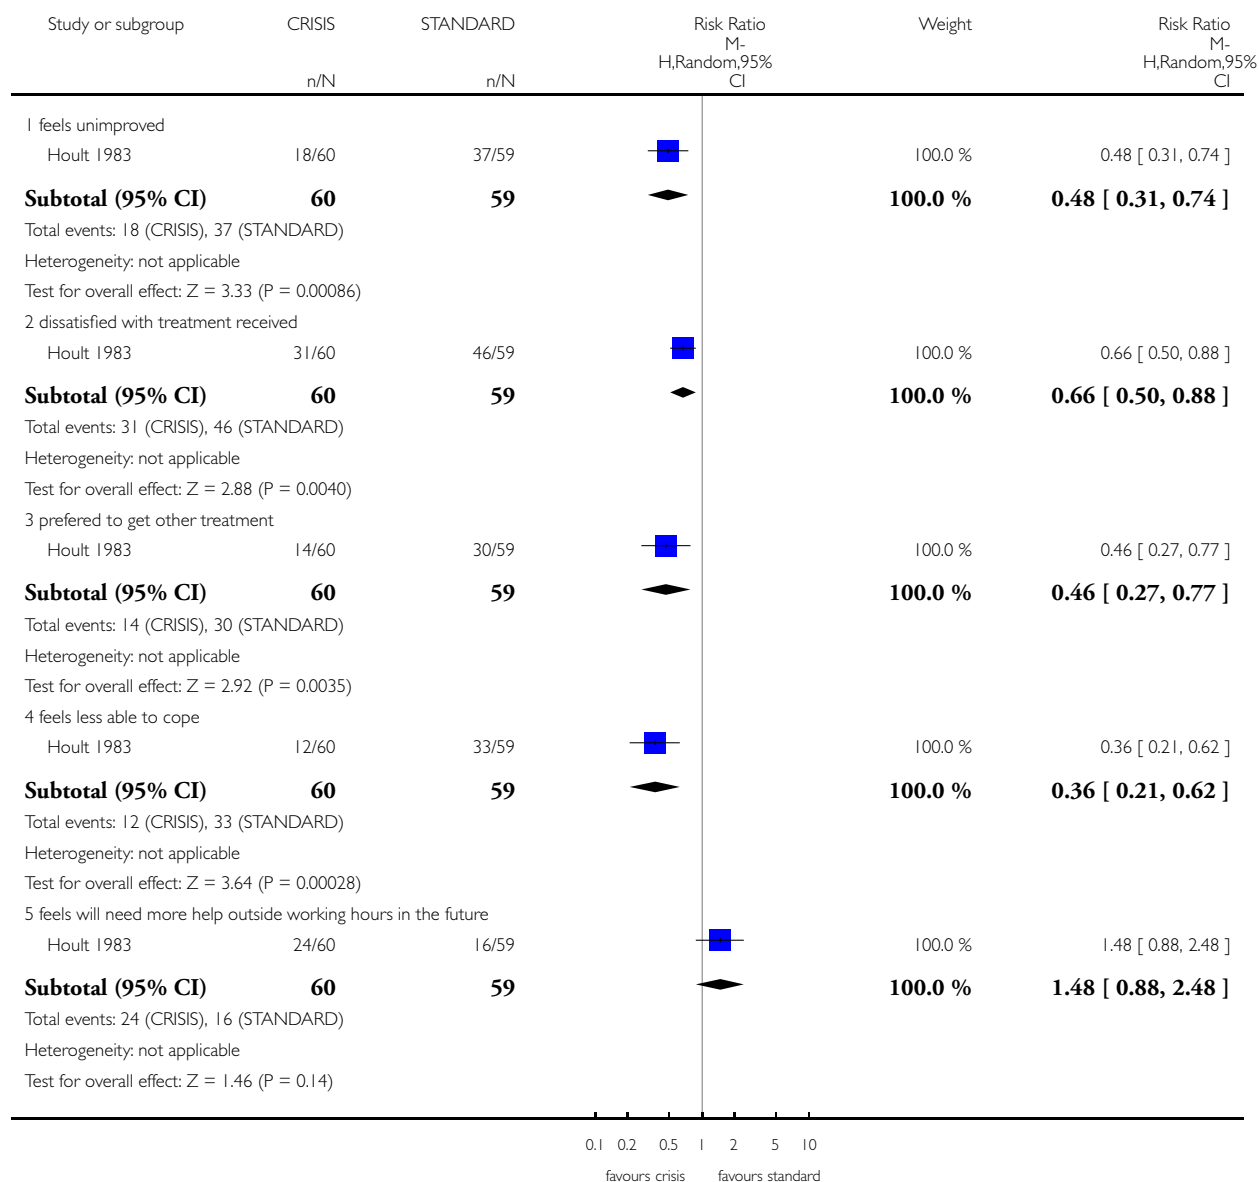 Study or subgroup CRISIS STANDARD Risk Ratio Weight Risk Ratio
M- M-
H,Random,95% H,Random,95%
n/N n/N CI CI
1 feels unimproved
Hoult 1983 18/60 37/59 100.0 % 0.48 [ 0.31, 0.74 ]
Subtotal (95% CI) 60 59 100.0 % 0.48 [ 0.31, 0.74 ]
Total events: 18 (CRISIS), 37 (STANDARD)
Heterogeneity: not applicable
Test for overall effect: Z = 3.33 (P = 0.00086)
2 dissatisfied with treatment received
Hoult 1983 31/60 46/59 100.0 % 0.66 [ 0.50, 0.88 ]
Subtotal (95% CI) 60 59 100.0 % 0.66 [ 0.50, 0.88 ]
Total events: 31 (CRISIS), 46 (STANDARD)
Heterogeneity: not applicable
Test for overall effect: Z = 2.88 (P = 0.0040)
3 prefered to get other treatment
Hoult 1983 14/60 30/59 100.0 % 0.46 [ 0.27, 0.77 ]
Subtotal (95% CI) 60 59 100.0 % 0.46 [ 0.27, 0.77 ]
Total events: 14 (CRISIS), 30 (STANDARD)
Heterogeneity: not applicable
Test for overall effect: Z = 2.92 (P = 0.0035)
4 feels less able to cope
Hoult 1983 12/60 33/59 100.0 % 0.36 [ 0.21, 0.62 ]
Subtotal (95% CI) 60 59 100.0 % 0.36 [ 0.21, 0.62 ]
Total events: 12 (CRISIS), 33 (STANDARD)
Heterogeneity: not applicable
Test for overall effect: Z = 3.64 (P = 0.00028)
5 feels will need more help outside working hours in the future
Hoult 1983 24/60 16/59 100.0 % 1.48 [ 0.88, 2.48 ]
Subtotal (95% CI) 60 59 100.0 % 1.48 [ 0.88, 2.48 ]
Total events: 24 (CRISIS), 16 (STANDARD)
Heterogeneity: not applicable
Test for overall effect: Z = 1.46 (P = 0.14)
0.1 0.2 0.5 1 2 5 10
favours crisis favours standard